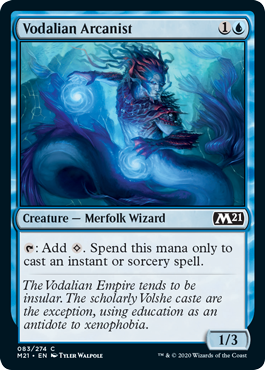 Vodalian Arcanist 1
Creature — Merfolk Wizard M21
: Add . Spend this mana only to
cast an instant or sorcery spell.
The Vodalian Empire tends to
be insular. The scholarly Volshe caste are
the exception, using education as an
antidote to xenophobia.
1/3
083/274 C
M21 • EN TYLER WALPOLE ™ & © 2020 Wizards of the Coast